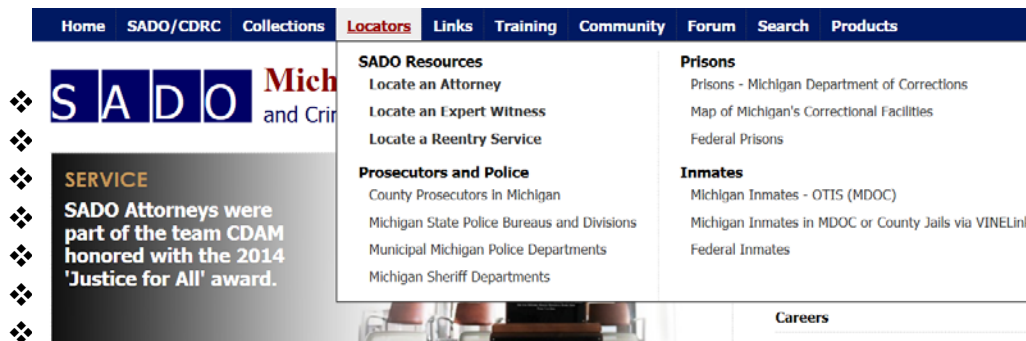 Home SADO/CDRC Collections Locators Links Training Community Forum Search Products
SADO
Mich
and Crir
SERVICE
SADO Attorneys were
part of the team CDAM
honored with the 2014
'Justice for All' award.
SADO Resources
Locate an Attorney
Locate an Expert Witness
Locate a Reentry Service
Prosecutors and Police
County Prosecutors in Michigan
Michigan State Police Bureaus and Divisions
Municipal Michigan Police Departments
Michigan Sheriff Departments
Prisons
Prisons - Michigan Department of Corrections
Map of Michigan's Correctional Facilities
Federal Prisons
Inmates
Michigan Inmates - OTIS (MDOC)
Michigan Inmates in MDOC or County Jails via VINELink
Federal Inmates
Careers